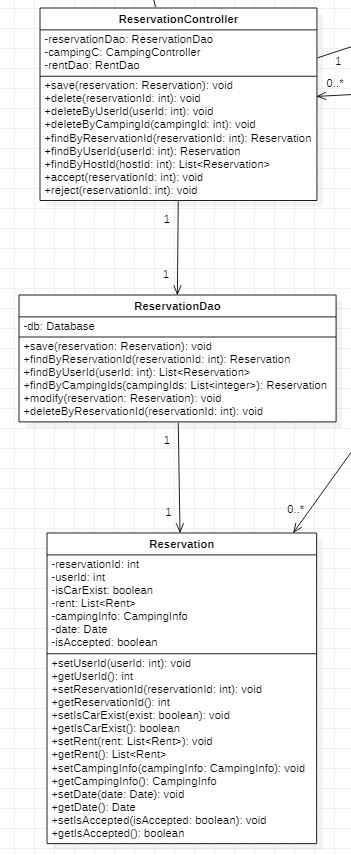 ReservationController
-reservationDao: ReservationDao
-campingC: CampingController
-rentDao: RentDao
1
0..*
+save(reservation: Reservation): void
+delete(reservationId: int): void
+deleteByUserId(userId: int): void
+deleteByCampingId(campingId: int): void
+findByReservationId(reservationId: int): Reservation
+findByUserId(userId: int): Reservation
+findByHostId(hostId: int): List<Reservation>
+accept(reservationId: int): void
+reject(reservationId: int): void
1
1
ReservationDao
-db: Database
+save(reservation: Reservation): void
+findByReservationId(reservationId: int): Reservation
+findByUserId(userId: int): List<Reservation>
+findByCampingIds(campingIds: List<integer>): Reservation
+modify(reservation: Reservation): void
+deleteByReservationId(reservationId: int): void
1
1
0..*
Reservation
-reservationId: int
-userId: int
-isCarExist: boolean
-rent: List<Rent>
-campingInfo: CampingInfo
-date: Date
-isAccepted: boolean
+setUserId(userId: int): void
+getUserId(): int
+setReservationId(reservationId: int): void
+getReservationId(): int
+setIsCarExist(exist: boolean): void
+getIsCarExist(): boolean
+setRent(rent: List<Rent>): void
+getRent(): List<Rent>
+setCampingInfo(campingInfo: CampingInfo): void
+getCampingInfo(): CampingInfo
+setDate(date: Date): void
+getDate(): Date
+setIsAccepted(isAccepted: boolean): void
+getIsAccepted(): boolean